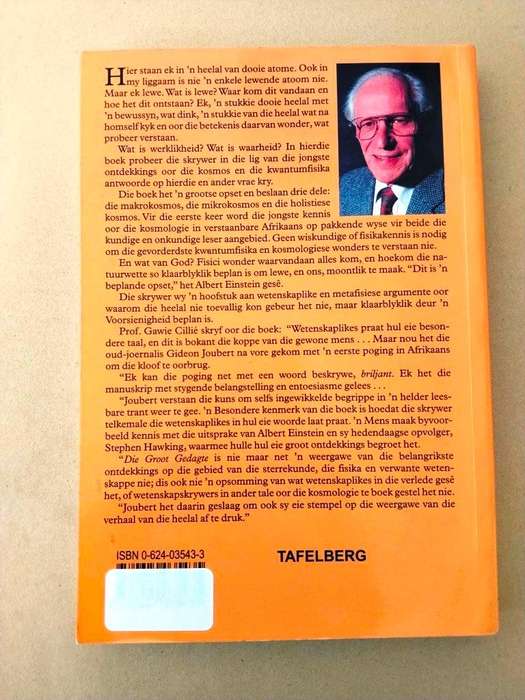 Hier staan ek in 'n heelal van dooie atome. Ook in
my liggaam is nie 'n enkele lewende atoom nie.
Maar ek lewe. Wat is lewe? Waar kom dit vandaan en
hoe het dit ontstaan? Ek, 'n stukkie dooie heelal met
'n bewussyn, wat dink, 'n stukkie van die heelal wat na
homself kyk en oor die betekenis daarvan wonder, wat
probeer verstaan.
Wat is werklikheid? Wat is waarheid? In hierdie
boek probeer die skrywer in die lig van die jongste
ontdekkings oor die kosmos en die kwantumfisika
antwoorde op hierdie en ander vrae kry.
Die boek het 'n grootse opset en beslaan drie dele:
die makrokosmos, die mikrokosmos en die holistiese
kosmos. Vir die eerste keer word die jongste kennis
oor die kosmologie in verstaanbare Afrikaans op pakkende wyse vir beide die
kundige en onkundige leser aangebied. Geen wiskundige of fisikakennis is nodig
om die gevorderdste kwantumfisika en kosmologiese wonders te verstaan nie.
En wat van God? Fisici wonder waarvandaan alles kom, en hoekom die na-
tuurwette so klaarblyklik beplan is om lewe, en ons, moontlik te maak. “Dit is 'n
beplande opset,” het Albert Einstein gesê.
Die skrywer wy 'n hoofstuk aan wetenskaplike en metafisiese argumente oor
waarom die heelal nie toevallig kon gebeur het nie, maar klaarblyklik deur 'n
Voorsienigheid beplan is.
Prof. Gawie Cillié skryf oor die boek: “Wetenskaplikes praat hul eie beson-
dere taal, en dit is bokant die koppe van die gewone mens . . . Maar nou het die
oud-joernalis Gideon Joubert na vore gekom met 'n eerste poging in Afrikaans
om die kloof te oorbrug.
“Ek kan die poging net met een woord beskrywe, briljant. Ek het die
manuskrip met stygende belangstelling en entoesiasme gelees . . .
“Joubert verstaan die kuns om selfs ingewikkelde begrippe in 'n helder lees-
bare trant weer te gee. 'n Besondere kenmerk van die boek is hoedat die skrywer
telkemale die wetenskaplikes in hul eie woorde laat praat. 'n Mens maak byvoor-
beeld kennis met die uitsprake van Albert Einstein en sy hedendaagse opvolger,
Stephen Hawking, waarmee hulle hul eie groot ontdekkings begroet het.
“Die Groot Gedagte is nie maar net 'n weergawe van die belangrikste
ontdekkings op die gebied van die sterrekunde, die fisika en verwante weten-
skappe nie; dis ook nie 'n opsomming van wat wetenskaplikes in die verlede gesê
het, of wetenskapskrywers in ander tale oor die kosmologie te boek gestel het nie.
“Joubert het daarin geslaag om ook sy eie stempel op die weergawe van die
verhaal van die heelal af te druk.”
ISBN 0-624-03543-3
TAFELBERG